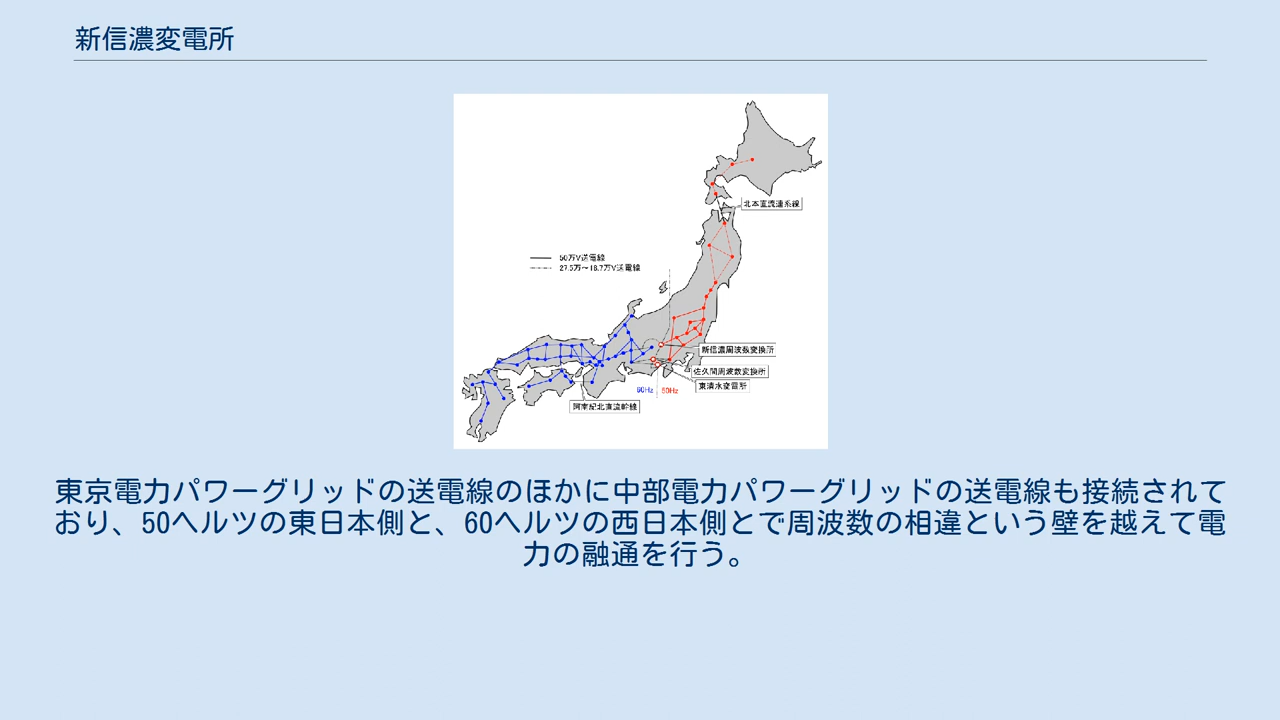 新信濃変電所
北本直流連系線
50万V送電線
27.5万～18.7万V送電線
新信濃周波数変換所
佐久間周波数変換所
東清水変電所
60Hz 50Hz
阿南紀北直流幹線
東京電力パワーグリッドの送電線のほかに中部電力パワーグリッドの送電線も接続されて
おり、50ヘルツの東日本側と、60ヘルツの西日本側とで周波数の相違という壁を越えて電
力の融通を行う。